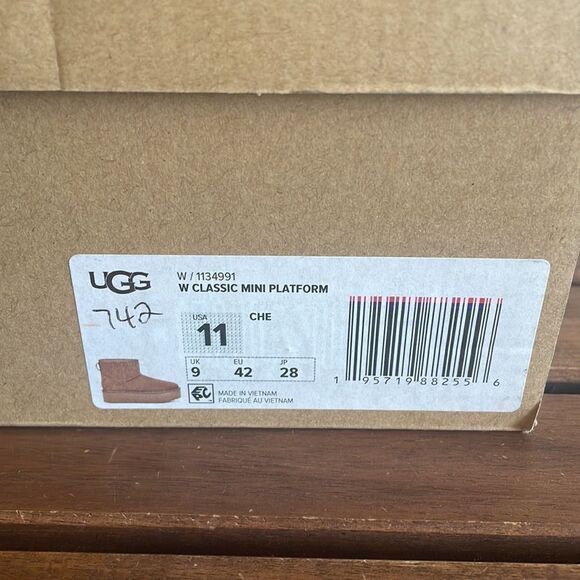 UGG
742
W / 1134991
W CLASSIC MINI PLATFORM
USA
11
CHE
UK EU JP
9 42 28
MADE IN VIETNAM
FABRIQUÉ AU VIETNAM
1 95719 88255 6